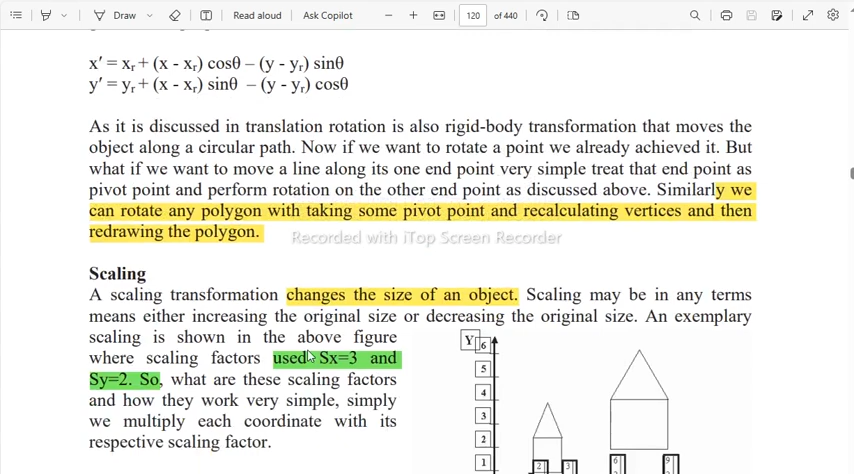 Draw
Read aloud
Ask Copilot
120
of 440
x′ = xr + (x - xr) cosθ – (y - yr) sinθ
y′ = yr + (x - xr) sinθ – (y - yr) cosθ
As it is discussed in translation rotation is also rigid-body transformation that moves the
object along a circular path. Now if we want to rotate a point we already achieved it. But
what if we want to move a line along its one end point very simple treat that end point as
pivot point and perform rotation on the other end point as discussed above. Similarly we
can rotate any polygon with taking some pivot point and recalculating vertices and then
redrawing the polygon.
Recorded with iTop Screen Recorder
Scaling
A scaling transformation changes the size of an object. Scaling may be in any terms
means either increasing the original size or decreasing the original size. An exemplary
scaling is shown in the above figure
where scaling factors used Sx=3 and
Sy=2. So, what are these scaling factors
and how they work very simple, simply
we multiply each coordinate with its
respective scaling factor.
Y
6
5
4
3
2
1
2
3
6
9